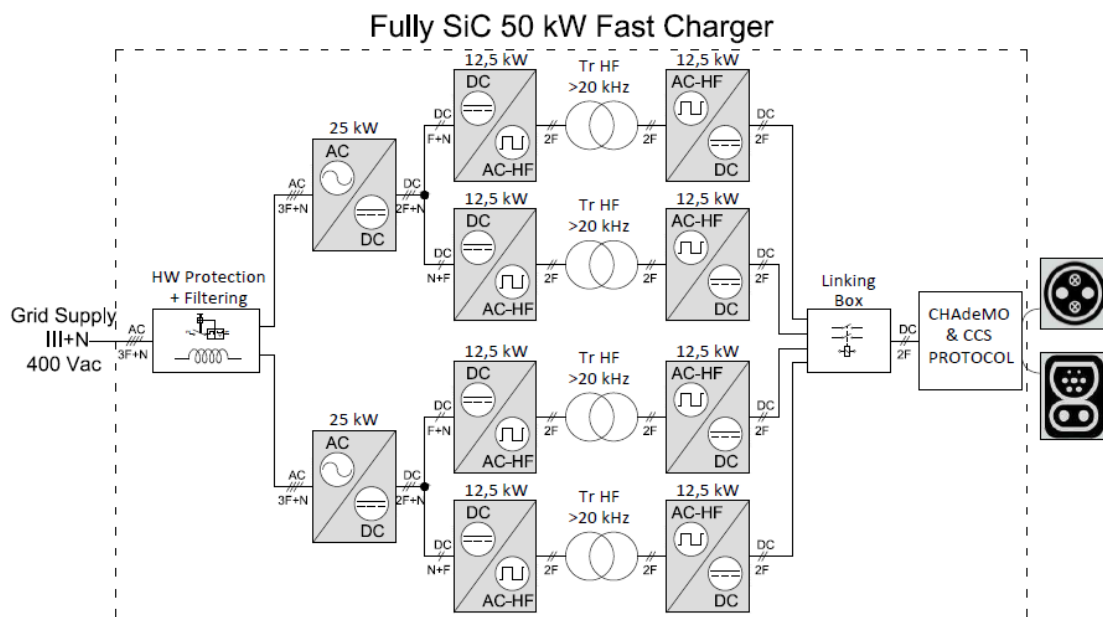 Fully SiC 50 kW Fast Charger
12,5 kW
DC
AC-HF
Tr HF
>20 kHz
12,5 kW
AC-HF
DC
DC
F+N
2F
2F
DC
2F
25 kW
AC
DC
AC
3F+N
DC
2F+N
12,5 kW
DC
AC-HF
Tr HF
>20 kHz
12,5 kW
AC-HF
DC
DC
N+F
2F
2F
DC
2F
HW Protection
+ Filtering
Grid Supply
III+N
400 Vac
AC
3F+N
Linking
Box
DC
2F
CHAdeMO
& CCS
PROTOCOL
12,5 kW
DC
AC-HF
Tr HF
>20 kHz
12,5 kW
AC-HF
DC
DC
F+N
2F
2F
DC
2F
25 kW
AC
DC
AC
3F+N
DC
2F+N
12,5 kW
DC
AC-HF
Tr HF
>20 kHz
12,5 kW
AC-HF
DC
DC
N+F
2F
2F
DC
2F